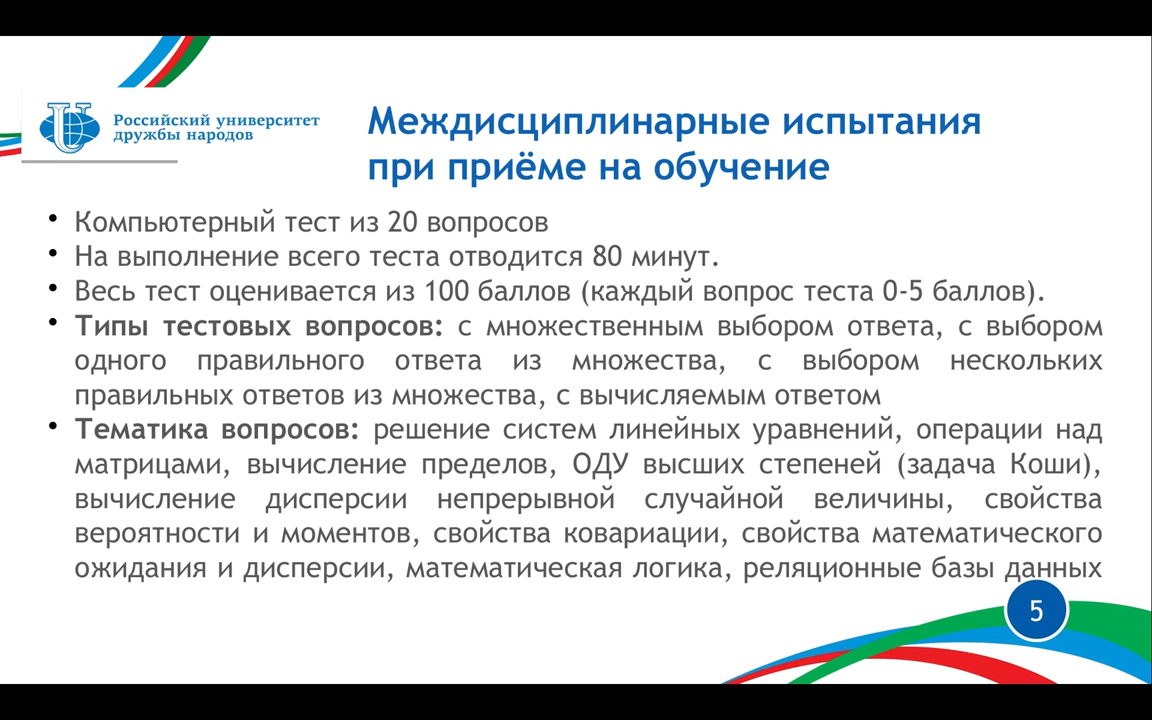 Российский университет
дружбы народов
Междисциплинарные испытания
при приёме на обучение
• Компьютерный тест из 20 вопросов
• На выполнение всего теста отводится 80 минут.
• Весь тест оценивается из 100 баллов (каждый вопрос теста 0-5 баллов).
• Типы тестовых вопросов: с множественным выбором ответа, с выбором
одного правильного ответа из множества, с выбором нескольких
правильных ответов из множества, с вычисляемым ответом
• Тематика вопросов: решение систем линейных уравнений, операции над
матрицами, вычисление пределов, ОДУ высших степеней (задача Коши),
вычисление дисперсии непрерывной случайной величины, свойства
вероятности и моментов, свойства ковариации, свойства математического
ожидания и дисперсии, математическая логика, реляционные базы данных
5